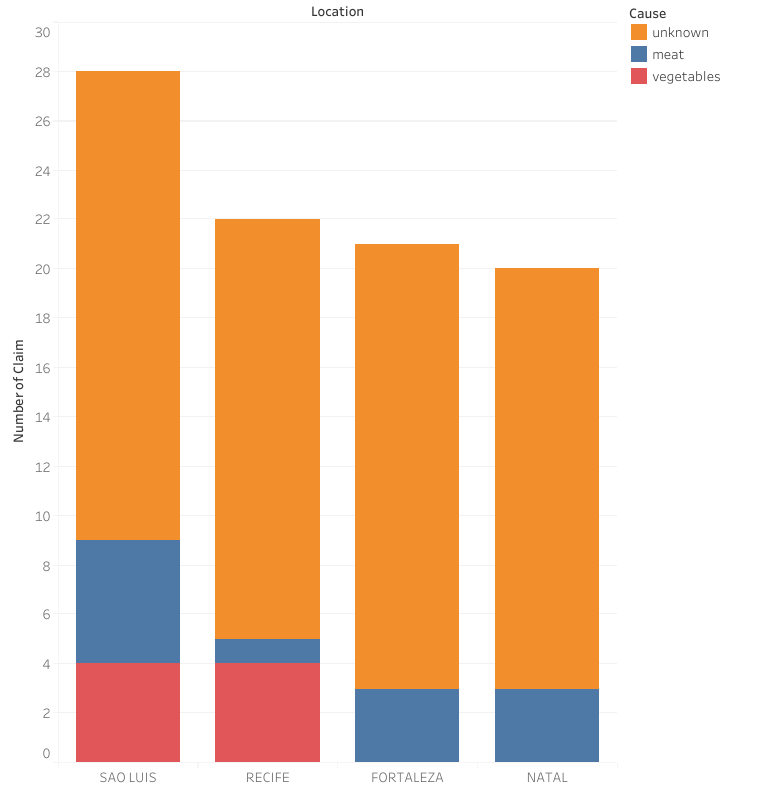 Location
Cause
unknown
meat
vegetables
30
28
26
24
22
20
18
16
14
12
10
8
6
4
2
0
Number of Claim
SAO LUIS
RECIFE
FORTALEZA
NATAL